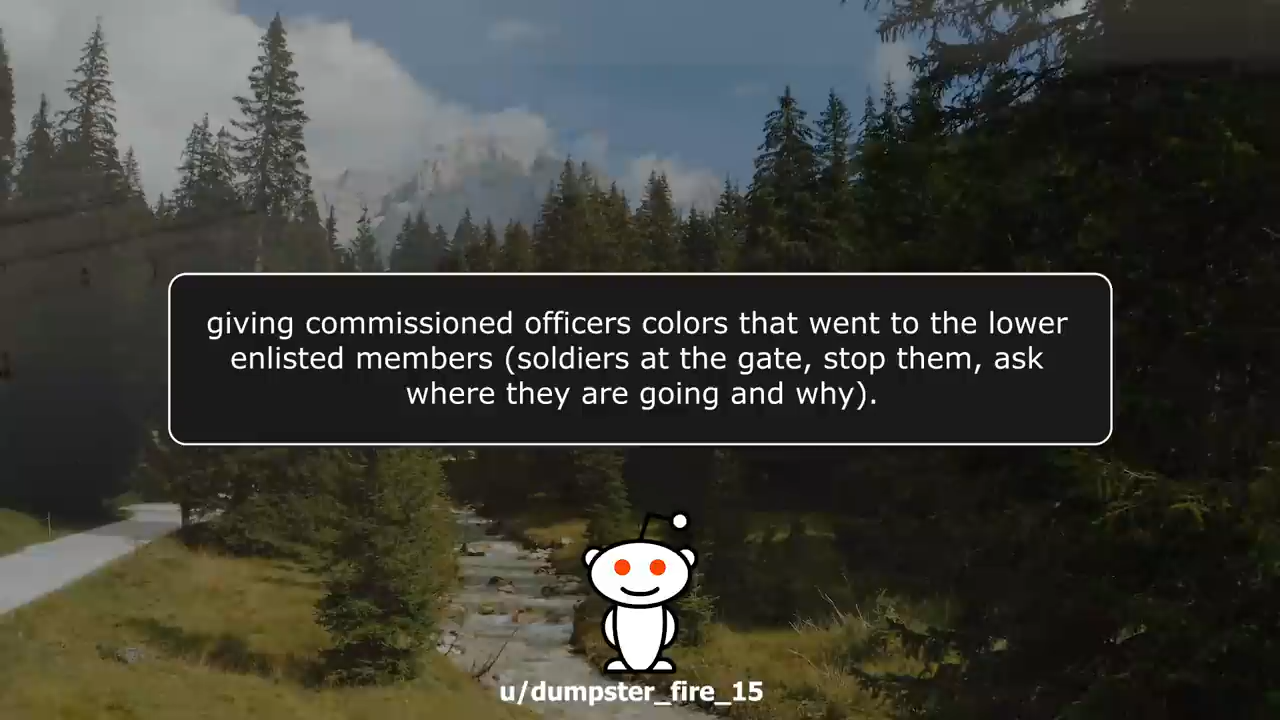 giving commissioned officers colors that went to the lower
enlisted members (soldiers at the gate, stop them, ask
where they are going and why).
u/dumpster_fire_15